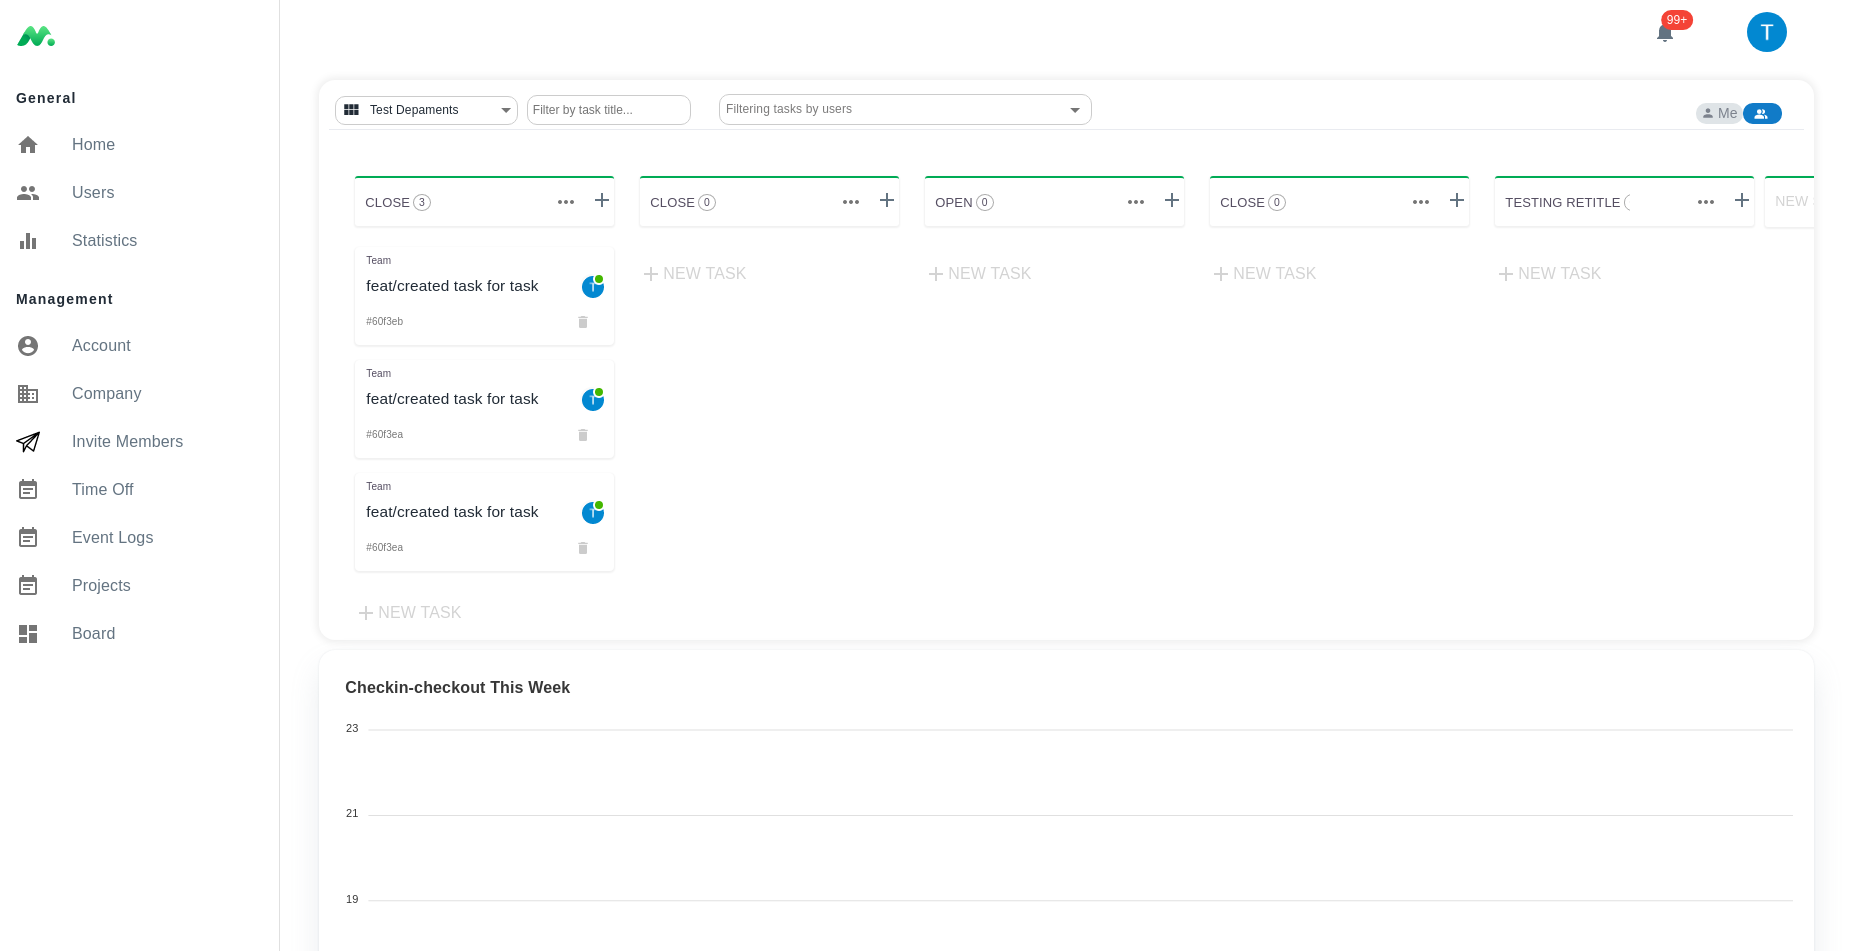 99+
T
General
Home
Users
Statistics
Management
Account
Company
Invite Members
Time Off
Event Logs
Projects
Board
Test Depaments
Filter by task title...
Filtering tasks by users
Me
CLOSE 3
CLOSE 0
OPEN 0
CLOSE 0
TESTING RETITLE
NEW
Team
feat/created task for task
T
#60f3eb
Team
feat/created task for task
T
#60f3ea
Team
feat/created task for task
T
#60f3ea
NEW TASK
NEW TASK
NEW TASK
NEW TASK
NEW TASK
Checkin-checkout This Week
23
21
19